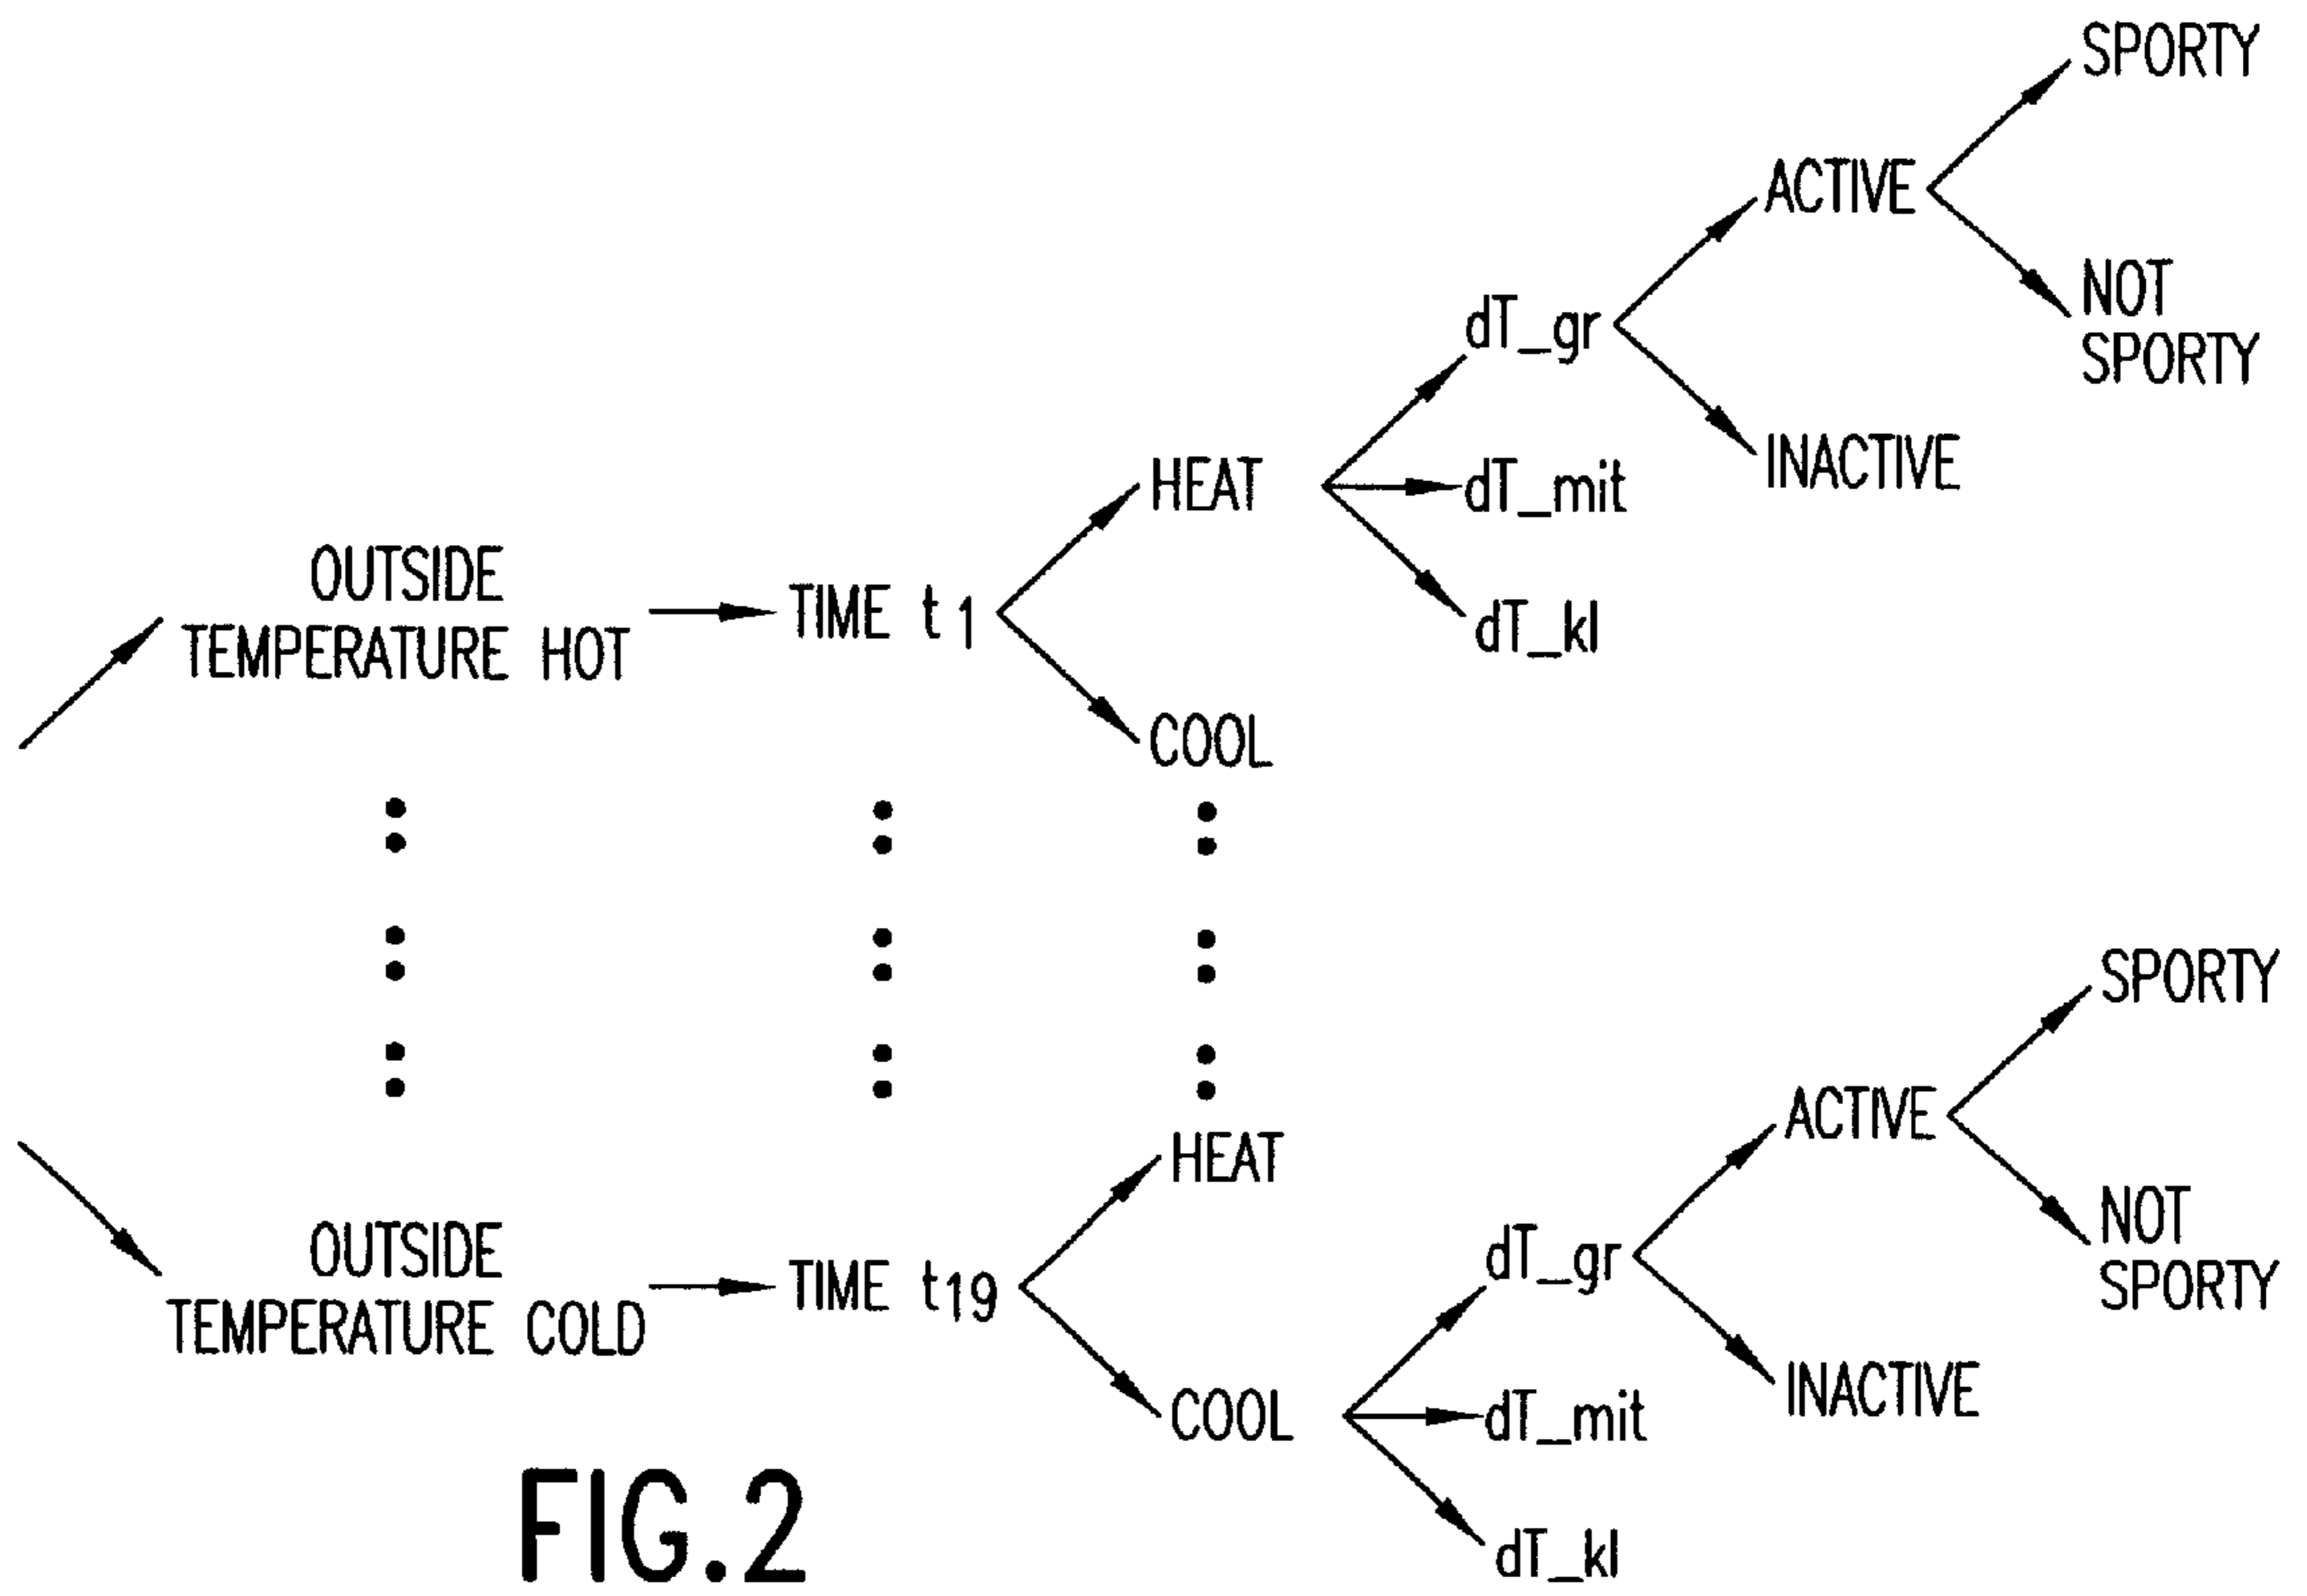 SPORTY
ACTIVE
NOT
SPORTY
dT_gr
INACTIVE
HEAT
dT_mit
OUTSIDE
TEMPERATURE HOT
TIME t1
dT_kl
COOL
SPORTY
ACTIVE
HEAT
NOT
SPORTY
OUTSIDE
TEMPERATURE COLD
TIME t19
dT_gr
INACTIVE
COOL
dT_mit
dT_kl
FIG.2